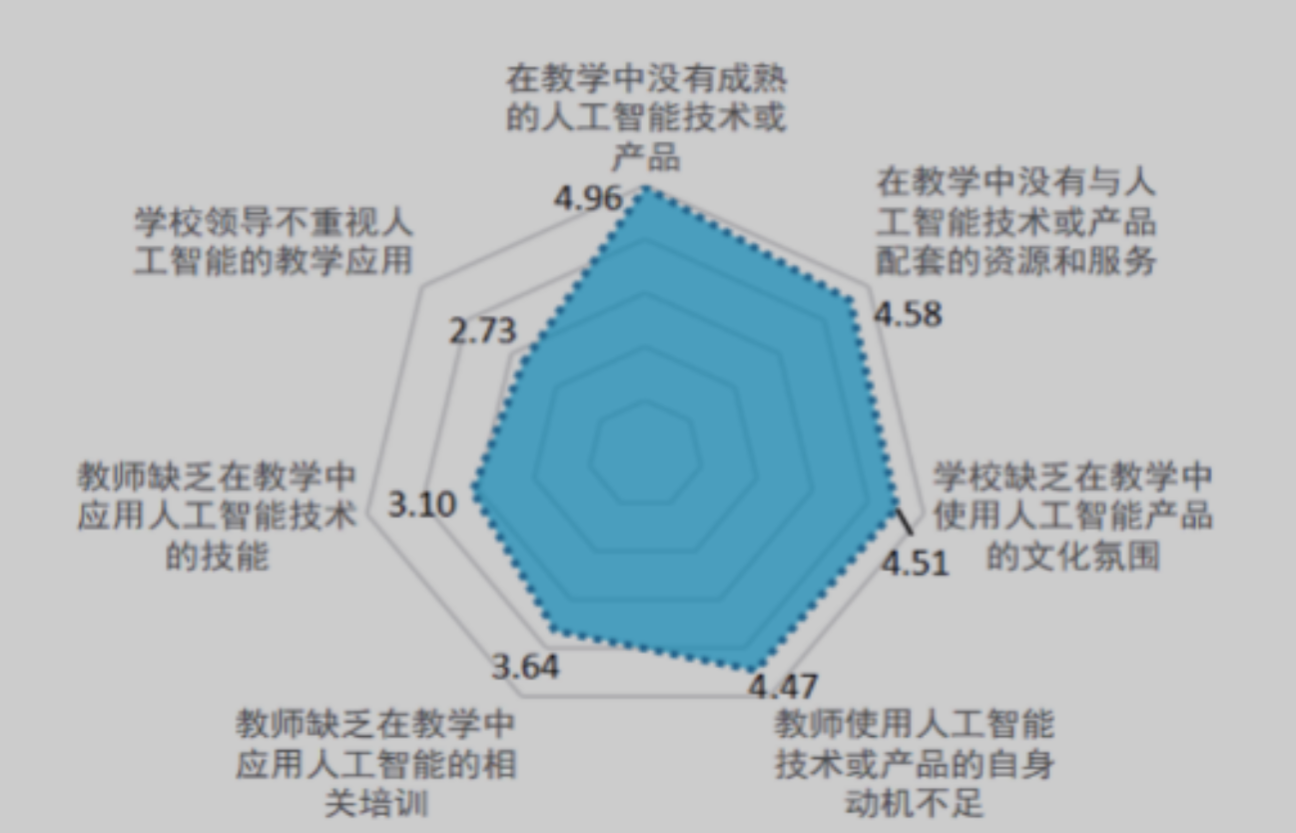 在教学中没有成熟
的人工智能技术或
产品
4.96
在教学中没有与人
工智能技术或产品
配套的资源和服务
4.58
学校缺乏在教学中
使用人工智能产品
的文化氛围
4.51
教师使用人工智能
技术或产品的自身
动机不足
4.47
教师缺乏在教学中
应用人工智能的相
关培训
3.64
教师缺乏在教学中
应用人工智能技术
的技能
3.10
学校领导不重视人
工智能的教学应用
2.73